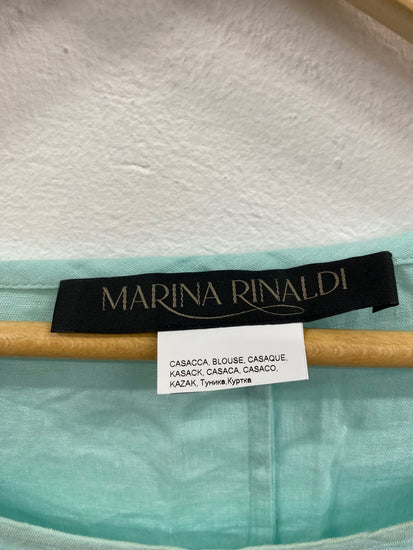 MARINA RINALDI
CASACCA, BLOUSE, CASAQUE,
KASACK, CASACA, CASACO,
KAZAK, Туника,Куртка